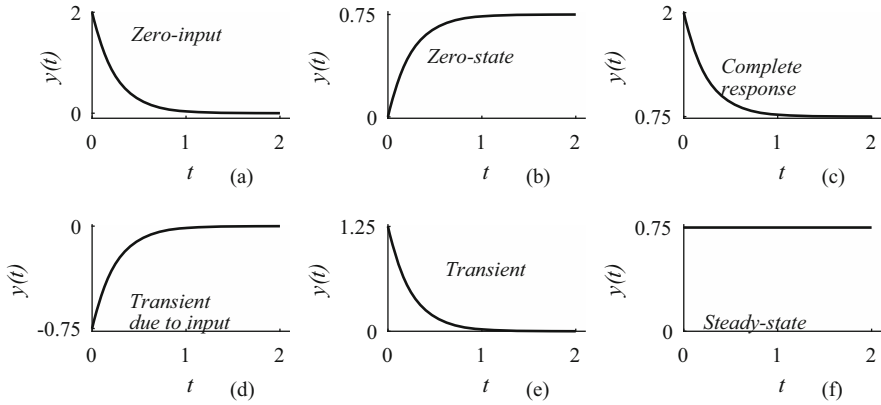 2
Zero-input
y(t)
0
0
1
2
t
(a)
0.75
Zero-state
y(t)
0
1
2
t
(b)
2
Complete
response
y(t)
0.75
0
1
2
t
(c)
0
y(t)
Transient
due to input
-0.75
0
1
2
t
(d)
1.25
y(t)
Transient
0
0
1
2
t
(e)
0.75
y(t)
0
Steady-state
0
1
2
t
(f)